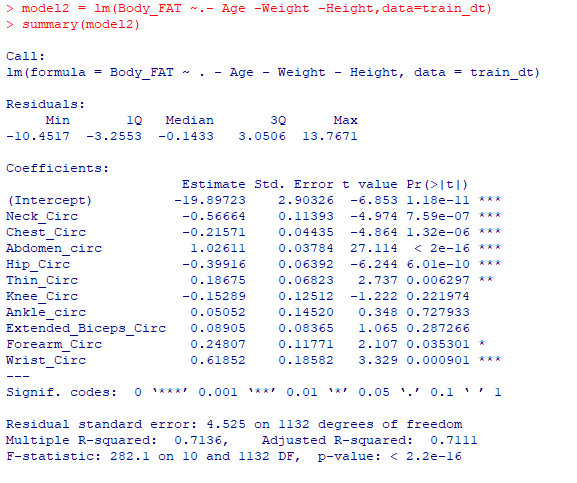 > model2 = lm(Body_FAT ~.- Age -Weight -Height,data=train_dt)
> summary(model2)
Call:
lm(formula = Body_FAT ~ . - Age - Weight - Height, data = train_dt)
Residuals:
     Min       1Q   Median       3Q      Max
-10.4517  -3.2553  -0.1433   3.0506  13.7671
Coefficients:
                      Estimate Std. Error t value Pr(>|t|)
(Intercept)          -19.89723    2.90326  -6.853 1.18e-11 ***
Neck_Circ             -0.56664    0.11393  -4.974 7.59e-07 ***
Chest_Circ            -0.21571    0.04435  -4.864 1.32e-06 ***
Abdomen_circ           1.02611    0.03784  27.114  < 2e-16 ***
Hip_Circ              -0.39916    0.06392  -6.244 6.01e-10 ***
Thin_Circ              0.18675    0.06823   2.737 0.006297 **
Knee_Circ             -0.15289    0.12512  -1.222 0.221974
Ankle_circ             0.05052    0.14520   0.348 0.727933
Extended_Biceps_Circ   0.08905    0.08365   1.065 0.287266
Forearm_Circ           0.24807    0.11771   2.107 0.035301 *
Wrist_Circ             0.61852    0.18582   3.329 0.000901 ***
---
Signif. codes:  0 ‘***’ 0.001 ‘**’ 0.01 ‘*’ 0.05 ‘.’ 0.1 ‘ ’ 1
Residual standard error: 4.525 on 1132 degrees of freedom
Multiple R-squared:  0.7136,    Adjusted R-squared:  0.7111
F-statistic: 282.1 on 10 and 1132 DF,  p-value: < 2.2e-16